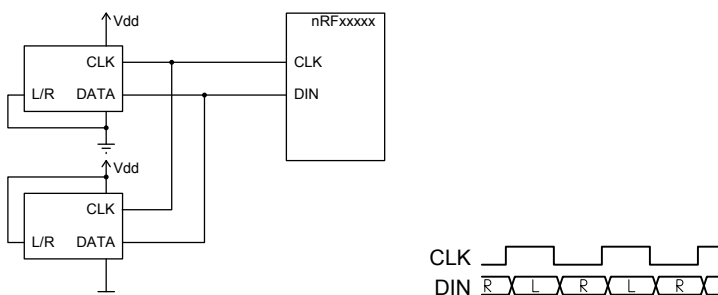 Vdd
nRFxxxxx
CLK
CLK
L/R DATA
DIN
Vdd
CLK
L/R DATA
CLK
DIN R L R L R